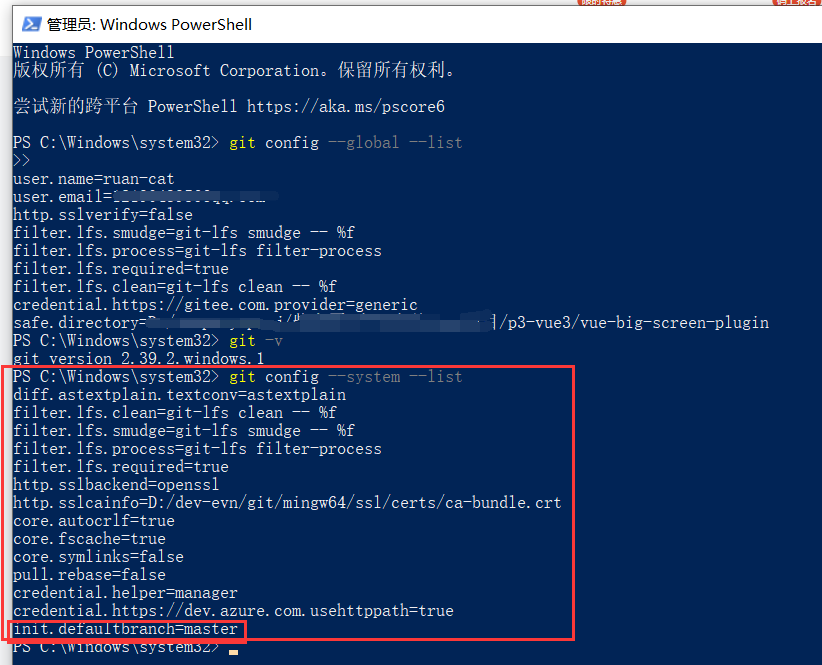 管理员: Windows PowerShell
Windows PowerShell
版权所有 (C) Microsoft Corporation。保留所有权利。
尝试新的跨平台 PowerShell https://aka.ms/pscore6
PS C:\Windows\system32> git config --global --list
>>
user.name=ruan-cat
user.email=
http.sslverify=false
filter.lfs.smudge=git-lfs smudge -- %f
filter.lfs.process=git-lfs filter-process
filter.lfs.required=true
filter.lfs.clean=git-lfs clean -- %f
credential.https://gitee.com.provider=generic
safe.directory= /p3-vue3/vue-big-screen-plugin
PS C:\Windows\system32> git -v
git version 2.39.2.windows.1
PS C:\Windows\system32> git config --system --list
diff.astextplain.textconv=astextplain
filter.lfs.clean=git-lfs clean -- %f
filter.lfs.smudge=git-lfs smudge -- %f
filter.lfs.process=git-lfs filter-process
filter.lfs.required=true
http.sslbackend=openssl
http.sslcainfo=D:/dev-evn/git/mingw64/ssl/certs/ca-bundle.crt
core.autocrlf=true
core.fscache=true
core.symlinks=false
pull.rebase=false
credential.helper=manager
credential.https://dev.azure.com.usehttppath=true
init.defaultbranch=master
PS C:\Windows\system32>